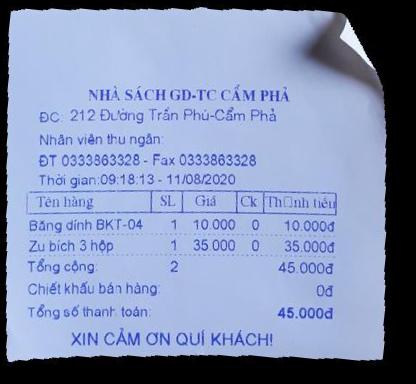 NHÀ SÁCH GD-TC CẨM PHẢ
ĐC: 212 Đường Trần Phú-Cẩm Phả
Nhân viên thu ngân:
ĐT 0333863328 - Fax 0333863328
Thời gian:09:18:13 - 11/08/2020
Tên hàng SL Giá Ck Th□nh tiền
Băng dính BKT-04 1 10.000 0 10.000đ
Zu bích 3 hộp 1 35.000 0 35.000đ
Tổng cộng: 2 45.000đ
Chiết khấu bán hàng: 0đ
Tổng số thanh toán: 45.000đ
XIN CẢM ƠN QUÍ KHÁCH!